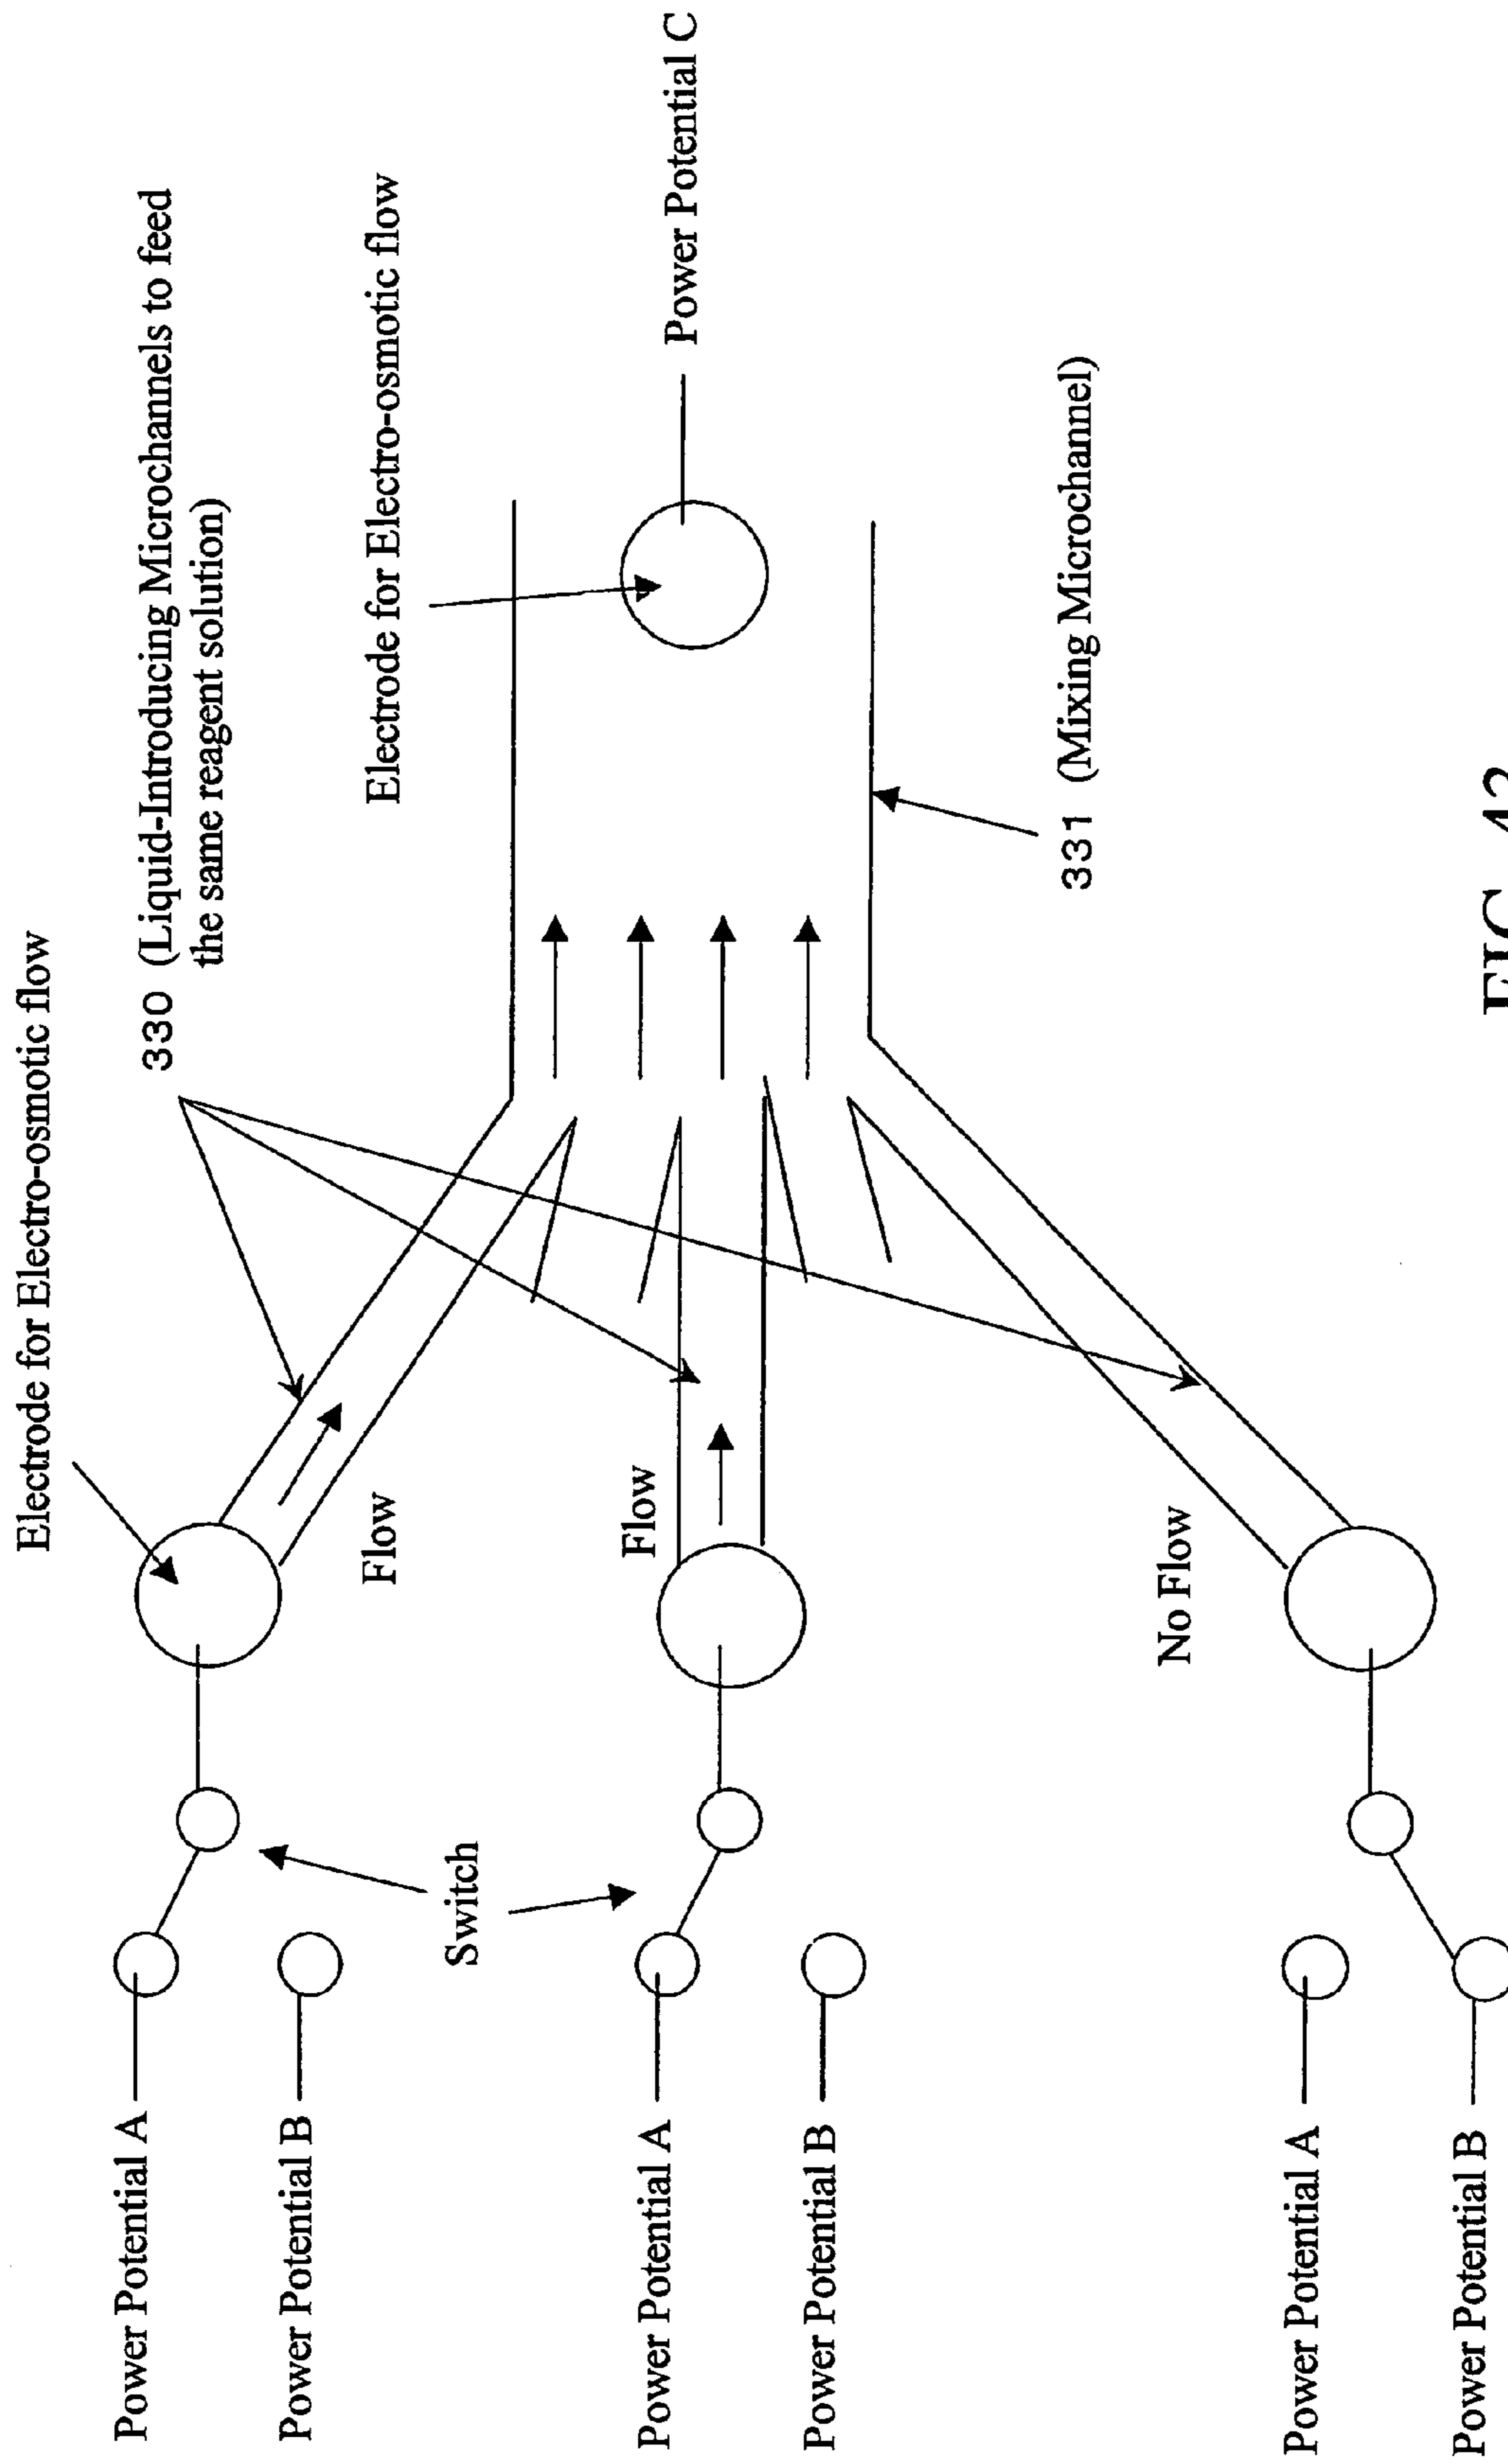 Electrode for Electro-osmotic flow
330 (Liquid-Introducing Microchannels to feed
the same reagent solution)
Electrode for Electro-osmotic flow
Power Potential C
331 (Mixing Microchannel)
Power Potential A
Power Potential B
Switch
Flow
Power Potential A
Power Potential B
Flow
No Flow
Power Potential A
Power Potential B